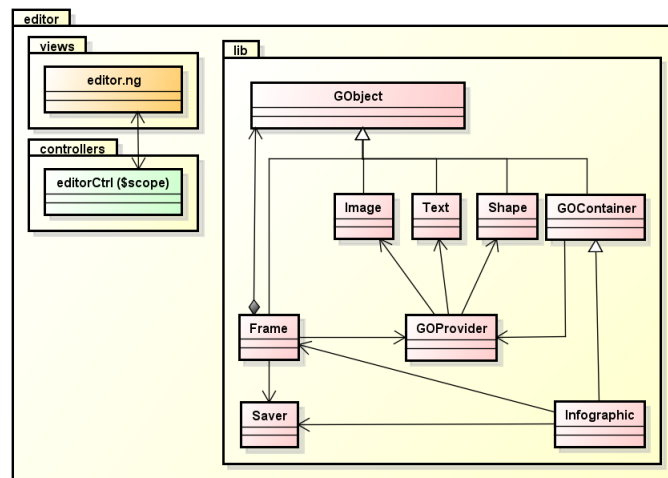 editor
views
editor.ng
controllers
editorCtrl ($scope)
lib
GObject
Image
Text
Shape
GOContainer
Frame
GOProvider
Saver
Infographic